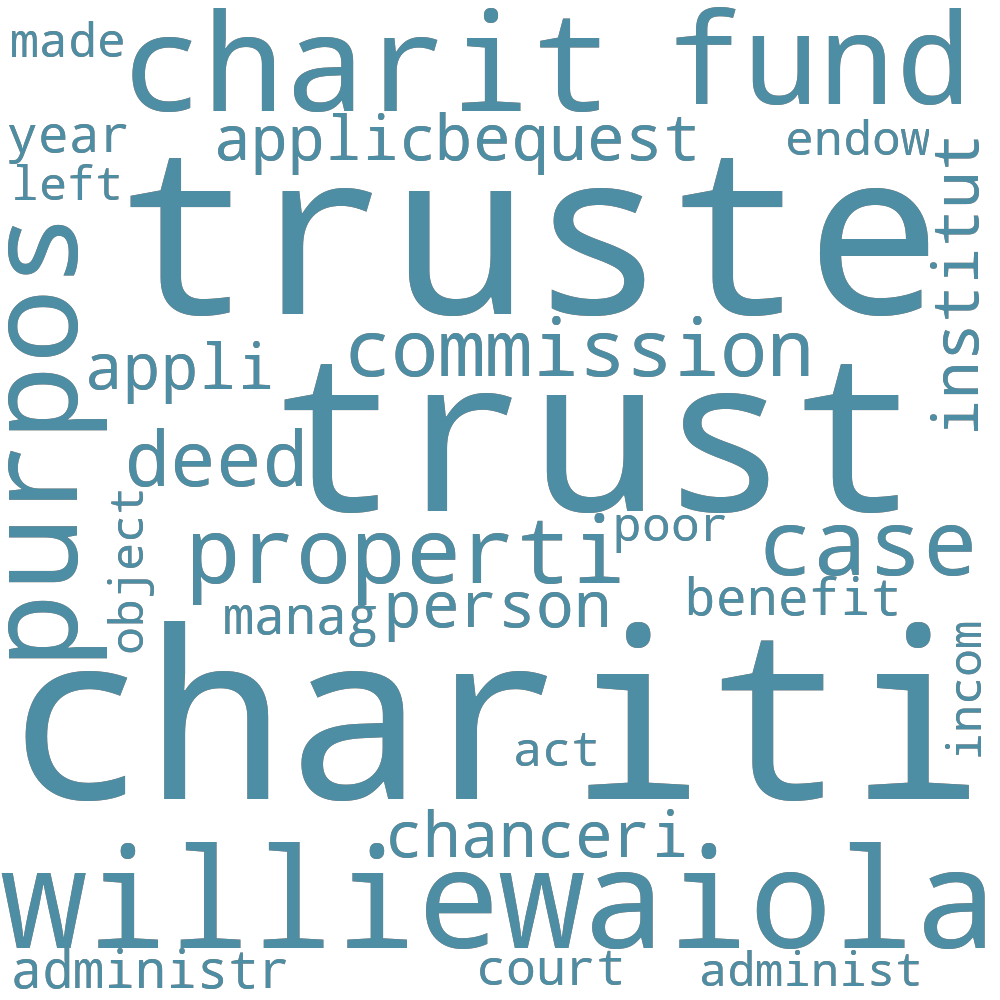 made
charit fund
year
applicbequest
endow
left
truste
institut
purpos
commission
appli
trust
deed
object
poor
case
properti
benefit
manag
person
chariti
incom
act
chanceri
williewaiola
administr
court
administ